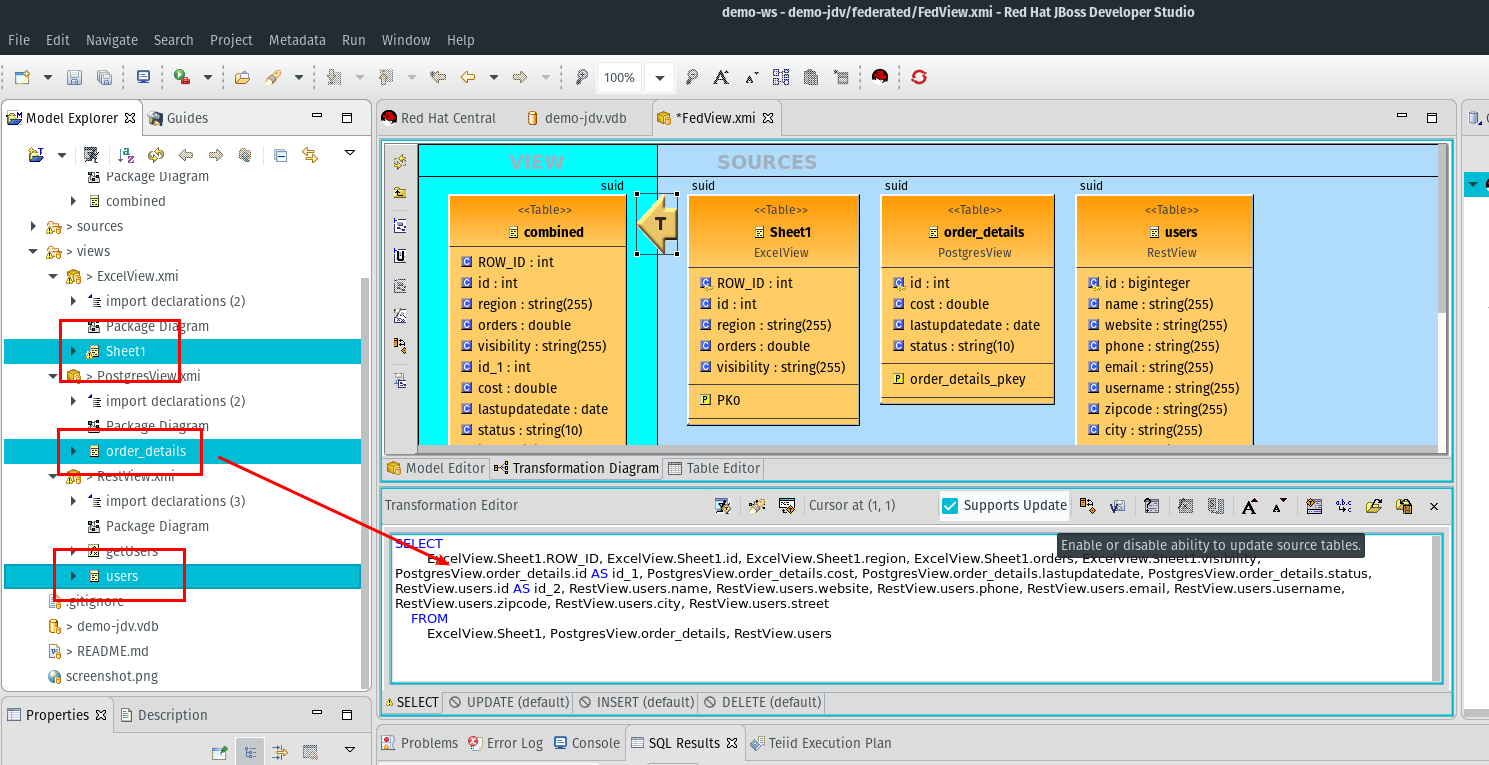 demo-ws - demo-jdv/federated/FedView.xmi - Red Hat JBoss Developer Studio
File Edit Navigate Search Project Metadata Run Window Help
100%
Model Explorer Guides
Package Diagram
combined
> sources
> views
> ExcelView.xmi
import declarations (2)
Package Diagram
Sheet1
> PostgresView.xmi
import declarations (2)
Package Diagram
order_details
> RestView.xmi
import declarations (3)
Package Diagram
getUsers
users
.gitignore
> demo-jdv.vdb
> README.md
screenshot.png
Properties Description
Red Hat Central demo-jdv.vdb *FedView.xmi
VIEW SOURCES
suid suid suid suid
<<Table>>
combined
ROW_ID : int
id : int
region : string(255)
orders : double
visibility : string(255)
id_1 : int
cost : double
lastupdatedate : date
status : string(10)
T
<<Table>>
Sheet1
ExcelView
ROW_ID : int
id : int
region : string(255)
orders : double
visibility : string(255)
PK0
<<Table>>
order_details
PostgresView
id : int
cost : double
lastupdatedate : date
status : string(10)
order_details_pkey
<<Table>>
users
RestView
id : biginteger
name : string(255)
website : string(255)
phone : string(255)
email : string(255)
username : string(255)
zipcode : string(255)
city : string(255)
Model Editor Transformation Diagram Table Editor
Transformation Editor Cursor at (1, 1) Supports Update
Enable or disable ability to update source tables.
SELECT
ExcelView.Sheet1.ROW_ID, ExcelView.Sheet1.id, ExcelView.Sheet1.region, ExcelView.Sheet1.orders, ExcelView.Sheet1.visibility,
PostgresView.order_details.id AS id_1, PostgresView.order_details.cost, PostgresView.order_details.lastupdatedate, PostgresView.order_details.status,
RestView.users.id AS id_2, RestView.users.name, RestView.users.website, RestView.users.phone, RestView.users.email, RestView.users.username,
RestView.users.zipcode, RestView.users.city, RestView.users.street
FROM
ExcelView.Sheet1, PostgresView.order_details, RestView.users
SELECT UPDATE (default) INSERT (default) DELETE (default)
Problems Error Log Console SQL Results Teiid Execution Plan